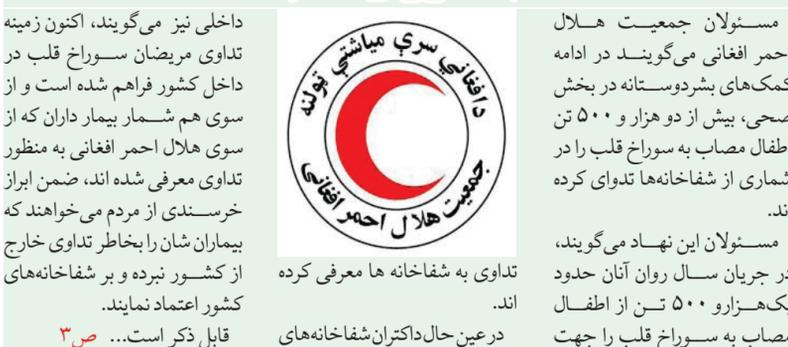 مسئولان جمعیت هلال
احمر افغانی می‌گویند در ادامه
کمک‌های بشردوستانه در بخش
صحی، بیش از دو هزار و ۵۰۰ تن
اطفال مصاب به سوراخ قلب را در
شماری از شفاخانه‌ها تدوای کرده
اند.
مسئولان این نهاد می‌گویند،
در جریان سال روان آنان حدود
یک‌هزارو ۵۰۰ تن از اطفال
مصاب به سوراخ قلب را جهت
دافغاني سرې مياشتې ټولنه
جمعیت هلال احمر افغانی
تداوی به شفاخانه ها معرفی کرده
اند.
در عین حال داکتران شفاخانه‌های
داخلی نیز می‌گویند، اکنون زمینه
تداوی مریضان سوراخ قلب در
داخل کشور فراهم شده است و از
سوی هم شمار بیمار داران که از
سوی هلال احمر افغانی به منظور
تداوی معرفی شده اند، ضمن ابراز
خرسندی از مردم می‌خواهند که
بیماران شان را بخاطر تداوی خارج
از کشور نبرده و بر شفاخانه‌های
کشور اعتماد نمایند.
قابل ذکر است... ص۳